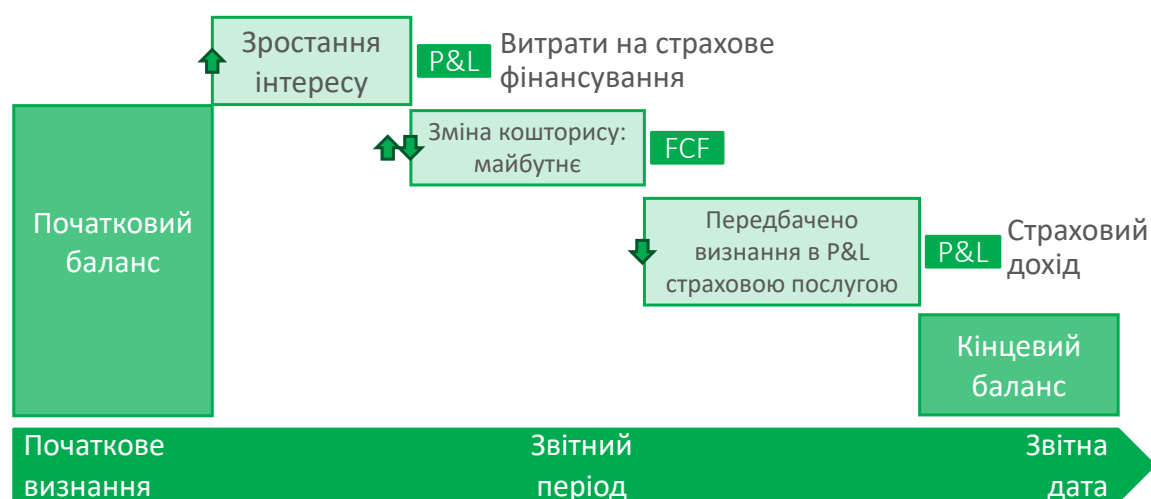 Зростання
інтересу
P&L
Витрати на страхове
фінансування
Зміна кошторису:
майбутнє
FCF
Початковий
баланс
Передбачено
визнання в P&L
страховою послугою
P&L
Страховий
дохід
Кінцевий
баланс
Початкове
визнання
Звітний
період
Звітна
дата